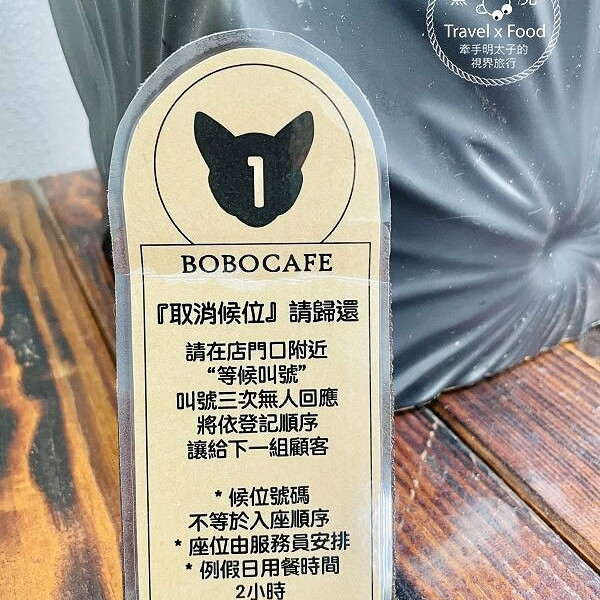 Travel x Food
牽手明太子的
視界旅行
1
BOBOCAFE
『取消候位』請歸還
請在店門口附近
“等候叫號”
叫號三次無人回應
將依登記順序
讓給下一組顧客
* 候位號碼
不等於入座順序
* 座位由服務員安排
* 例假日用餐時間
2小時